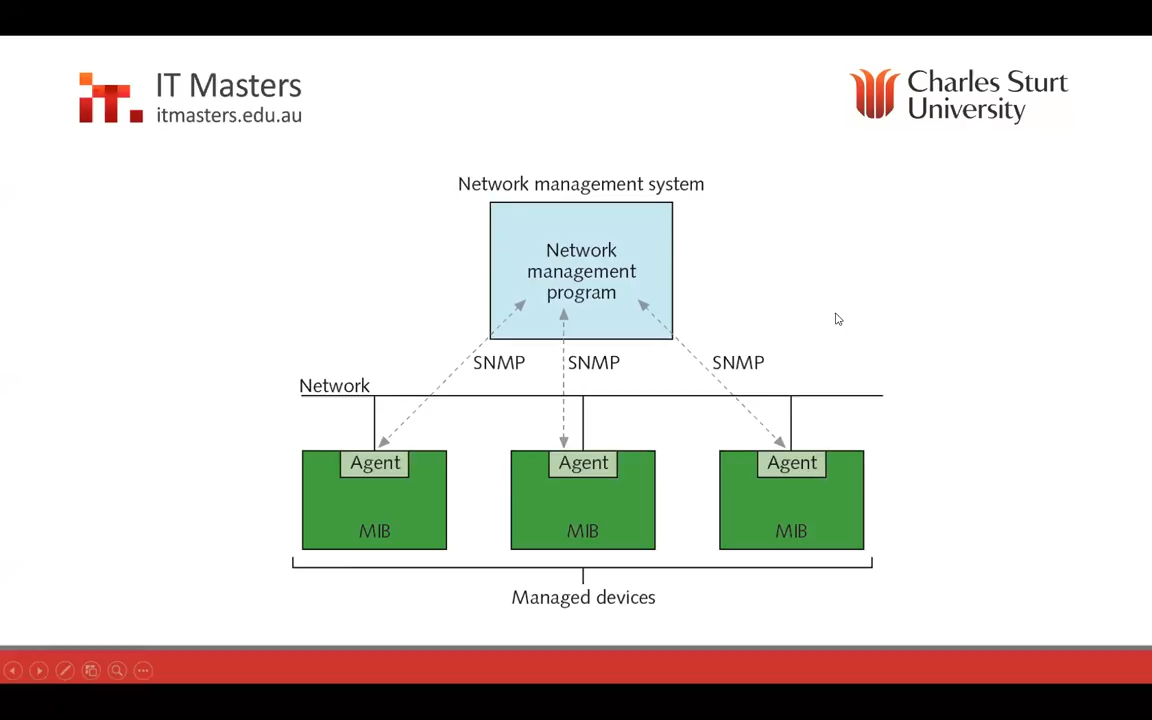 IT Masters
itmasters.edu.au
Charles Sturt
University
Network management system
Network
management
program
SNMP SNMP SNMP
Network
Agent Agent Agent
MIB MIB MIB
Managed devices